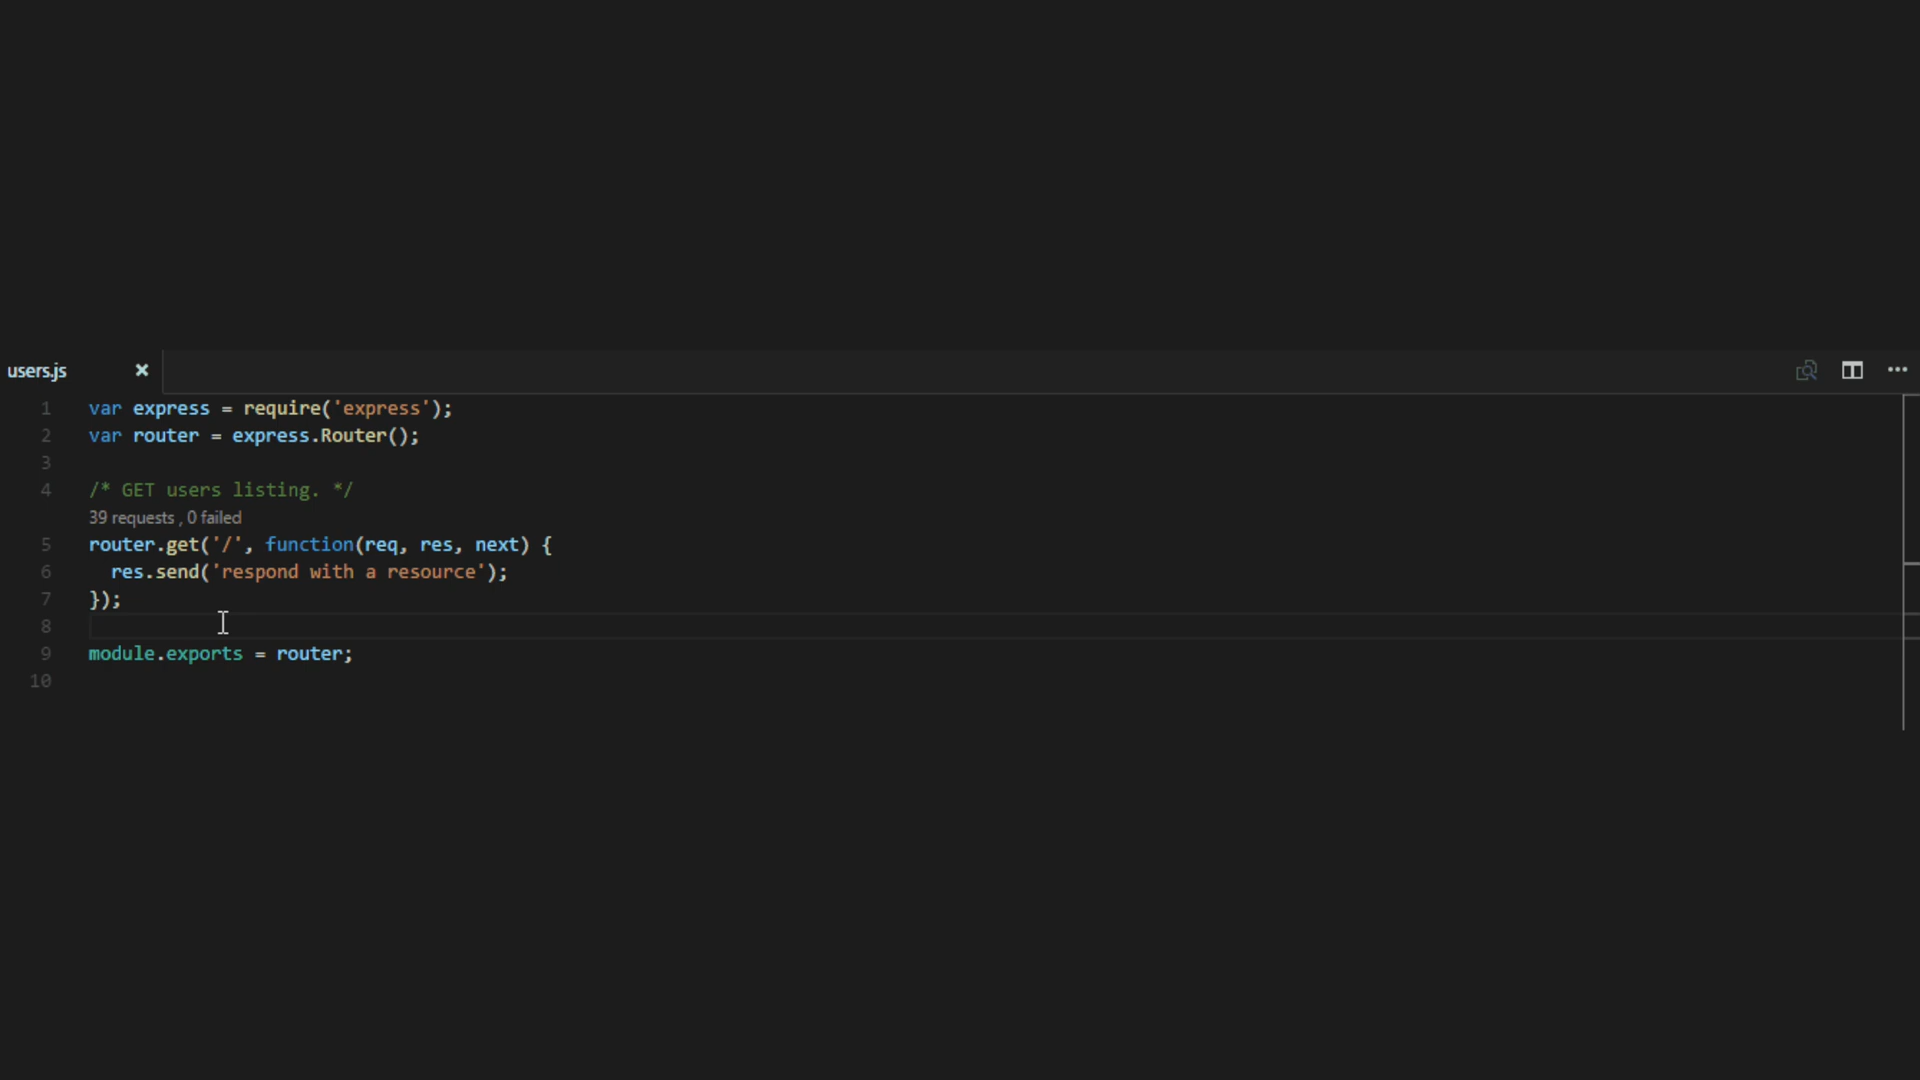 users.js
1 var express = require('express');
2 var router = express.Router();
3
4 /* GET users listing. */
39 requests , 0 failed
5 router.get('/', function(req, res, next) {
6   res.send('respond with a resource');
7 });
8
9 module.exports = router;
10